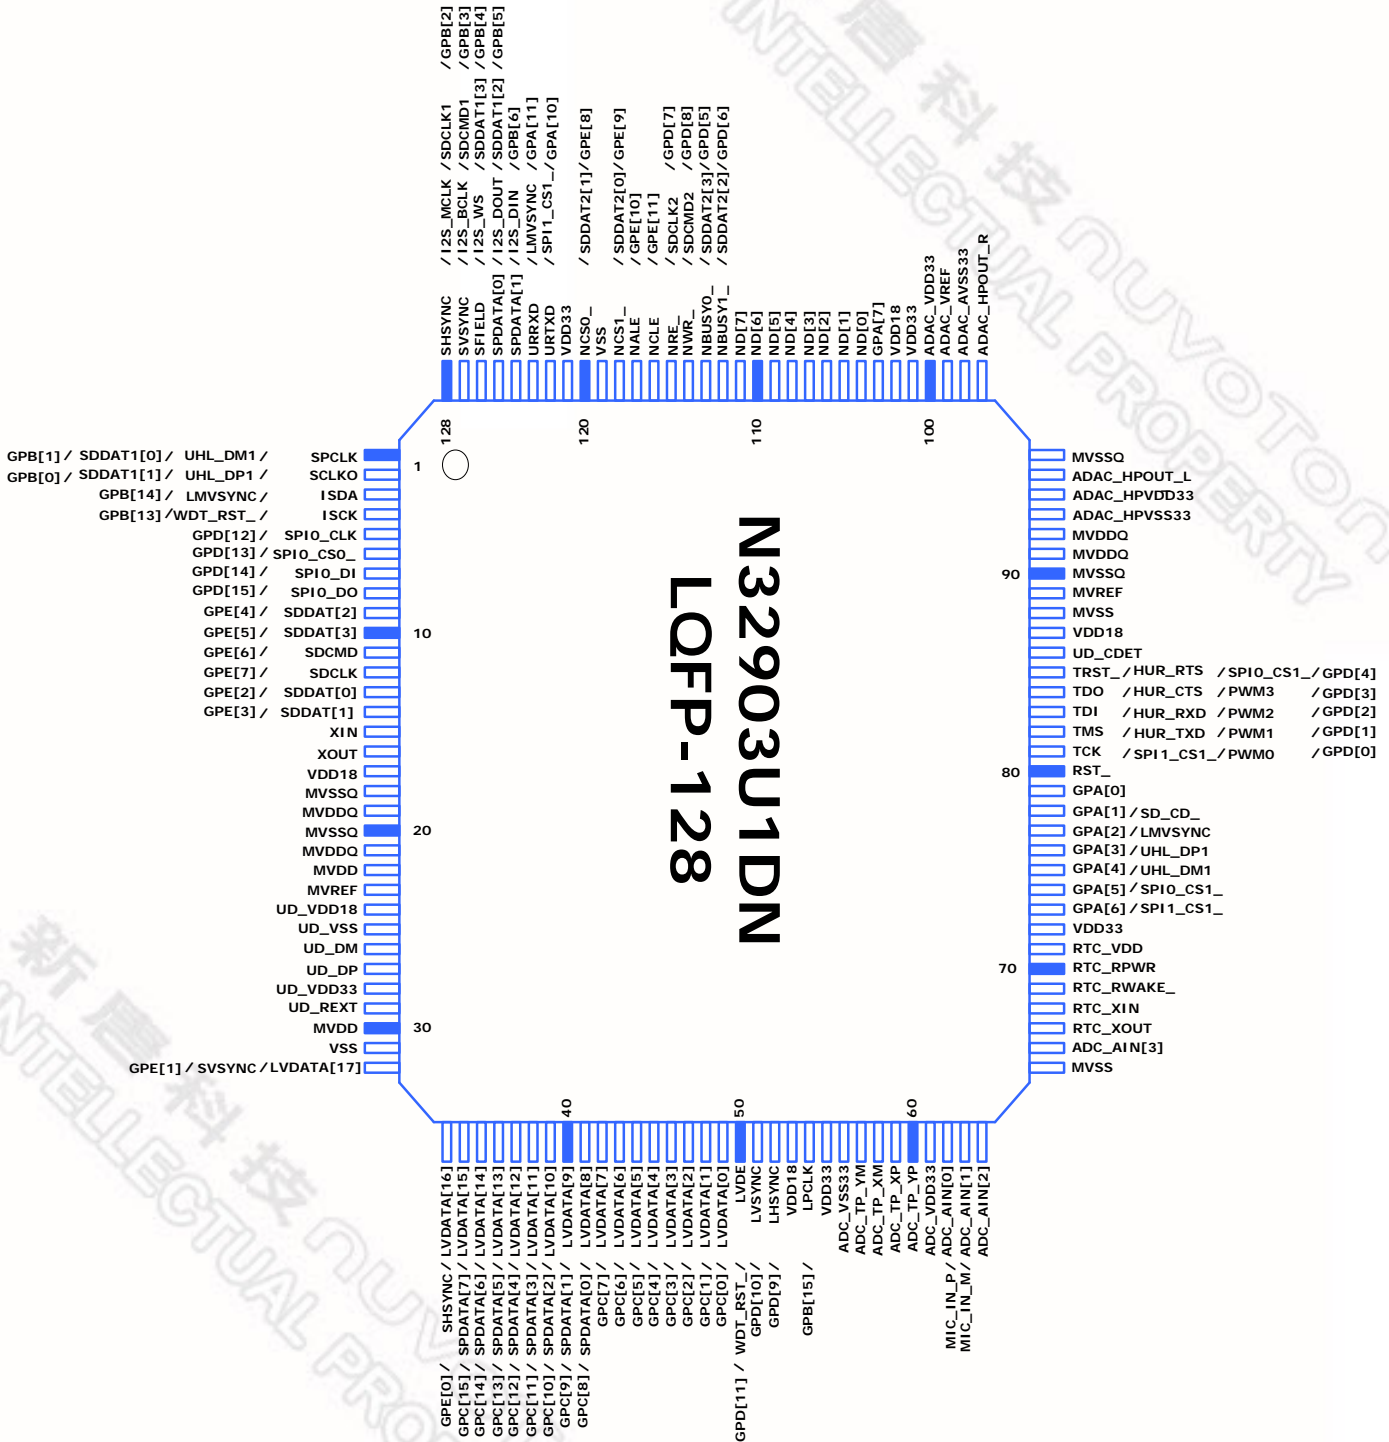 SHSYNC /I2S_MCLK /SDCLK1 /GPB[2]
SVSYNC /I2S_BCLK /SDCMD1 /GPB[3]
SFIELD /I2S_WS /SDDAT1[3] /GPB[4]
SPDATA[0] /I2S_DOUT /SDDAT1[2] /GPB[5]
SPDATA[1] /I2S_DIN /GPB[6]
URRXD /LMVSYNC /GPA[11]
URTXD /SPI1_CS1_/GPA[10]
VDD33
NCS0_ /SDDAT2[1]/GPE[8]
VSS
NCS1_ /SDDAT2[0]/GPE[9]
NALE /GPE[10]
NCLE /GPE[11]
NRE_ /SDCLK2 /GPD[7]
NWR_ /SDCMD2 /GPD[8]
NBUSY0_ /SDDAT2[3]/GPD[5]
NBUSY1_ /SDDAT2[2]/GPD[6]
ND[7]
ND[6]
ND[5]
ND[4]
ND[3]
ND[2]
ND[1]
ND[0]
GPA[7]
VDD18
VDD33
ADAC_VDD33
ADAC_VREF
ADAC_AVSS33
ADAC_HPOUT_R
128
120
110
100
GPB[1]/ SDDAT1[0]/ UHL_DM1/ SPCLK
GPB[0]/ SDDAT1[1]/ UHL_DP1/ SCLKO
GPB[14]/ LMVSYNC/ ISDA
GPB[13]/WDT_RST_/ ISCK
GPD[12]/ SPI0_CLK
GPD[13]/ SPI0_CS0_
GPD[14]/ SPI0_DI
GPD[15]/ SPI0_DO
GPE[4]/ SDDAT[2]
GPE[5]/ SDDAT[3]
GPE[6]/ SDCMD
GPE[7]/ SDCLK
GPE[2]/ SDDAT[0]
GPE[3]/ SDDAT[1]
XIN
XOUT
VDD18
MVSSQ
MVDDQ
MVSSQ
MVDDQ
MVDD
MVREF
UD_VDD18
UD_VSS
UD_DM
UD_DP
UD_VDD33
UD_REXT
MVDD
VSS
GPE[1]/ SVSYNC/LVDATA[17]
1
10
20
30
N32903U1DN
LQFP-128
90
80
70
MVSSQ
ADAC_HPOUT_L
ADAC_HPVDD33
ADAC_HPVSS33
MVDDQ
MVDDQ
MVSSQ
MVREF
MVSS
VDD18
UD_CDET
TRST_/HUR_RTS /SPI0_CS1_/GPD[4]
TDO /HUR_CTS /PWM3 /GPD[3]
TDI /HUR_RXD /PWM2 /GPD[2]
TMS /HUR_TXD /PWM1 /GPD[1]
TCK /SPI1_CS1_/PWM0 /GPD[0]
RST_
GPA[0]
GPA[1]/SD_CD_
GPA[2]/LMVSYNC
GPA[3]/UHL_DP1
GPA[4]/UHL_DM1
GPA[5]/SPI0_CS1_
GPA[6]/SPI1_CS1_
VDD33
RTC_VDD
RTC_RPWR
RTC_RWAKE_
RTC_XIN
RTC_XOUT
ADC_AIN[3]
MVSS
40
50
60
GPE[0]/ SHSYNC/ LVDATA[16]
GPC[15]/ SPDATA[7]/ LVDATA[15]
GPC[14]/ SPDATA[6]/ LVDATA[14]
GPC[13]/ SPDATA[5]/ LVDATA[13]
GPC[12]/ SPDATA[4]/ LVDATA[12]
GPC[11]/ SPDATA[3]/ LVDATA[11]
GPC[10]/ SPDATA[2]/ LVDATA[10]
GPC[9]/ SPDATA[1]/ LVDATA[9]
GPC[8]/ SPDATA[0]/ LVDATA[8]
GPC[7]/ LVDATA[7]
GPC[6]/ LVDATA[6]
GPC[5]/ LVDATA[5]
GPC[4]/ LVDATA[4]
GPC[3]/ LVDATA[3]
GPC[2]/ LVDATA[2]
GPC[1]/ LVDATA[1]
GPC[0]/ LVDATA[0]
GPD[11]/ WDT_RST_/ LVDE
GPD[10]/ LVSYNC
GPD[9]/ LHSYNC
VDD18
GPB[15]/ LPCLK
VDD33
ADC_VSS33
ADC_TP_YM
ADC_TP_XM
ADC_TP_XP
ADC_TP_YP
ADC_VDD33
MIC_IN_P/ ADC_AIN[0]
MIC_IN_M/ ADC_AIN[1]
ADC_AIN[2]
唐科技 nuvoton
INTELLECTUAL PROPERTY
新唐科技 nuvo
INTELLECTUAL PRO